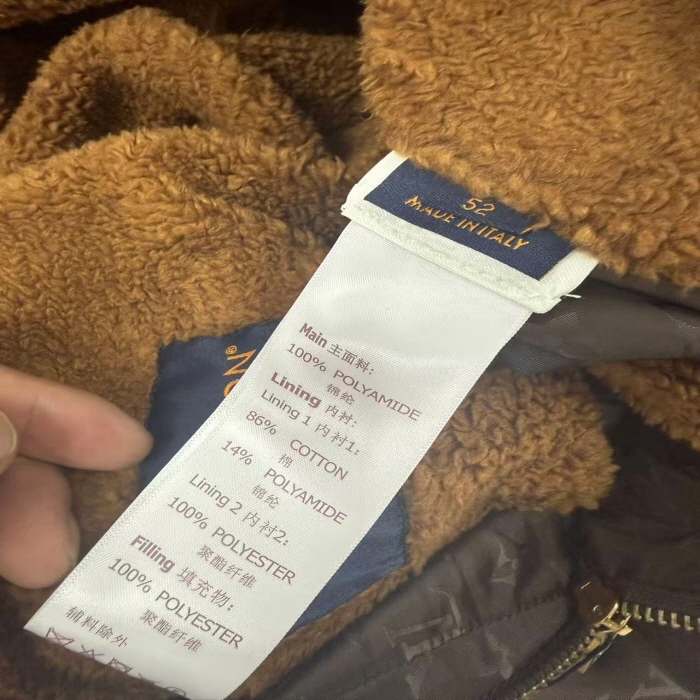 52
MADE IN ITALY
Main 主面料:
100% POLYAMIDE
锦纶
Lining 内衬:
Lining 1 内衬1:
86% COTTON
棉
14% POLYAMIDE
锦纶
Lining 2 内衬2:
100% POLYESTER
聚酯纤维
Filling 填充物:
100% POLYESTER
聚酯纤维
辅料除外